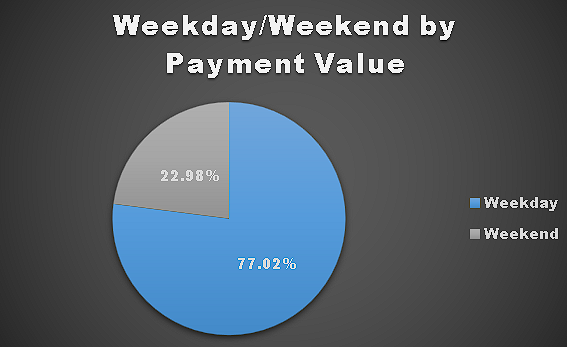 Weekday/Weekend by
Payment Value
22.98%
77.02%
Weekday
Weekend